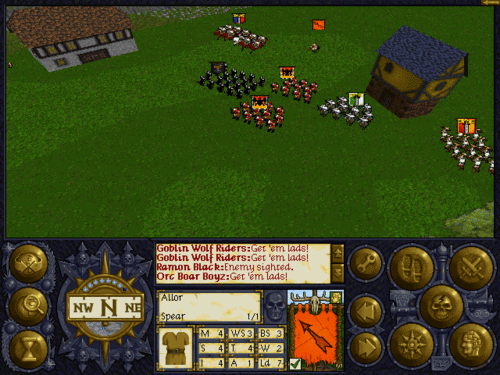 Goblin Wolf Riders:Get 'em lads!
Goblin Wolf Riders:Get 'em lads!
Ramon Black:Enemy sighted.
Orc Boar Boyz:Get 'em lads!
Allor
Spear 1/1
NW N NE
M 4 WS 3 BS 3
S 4 T 4 W 2
I 4 A 1 Ld 7